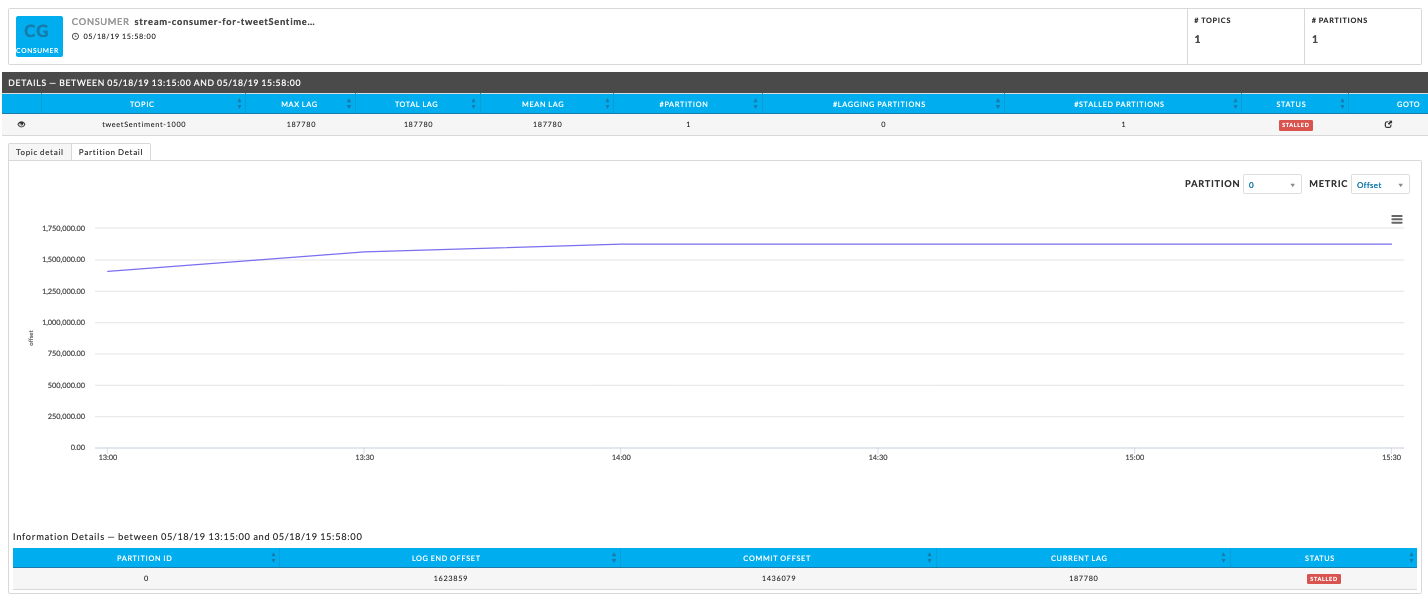 CG
CONSUMER
CONSUMER stream-consumer-for-tweetSentime...
05/18/19 15:58:00
# TOPICS
1
# PARTITIONS
1
DETAILS — BETWEEN 05/18/19 13:15:00 AND 05/18/19 15:58:00
TOPIC MAX LAG TOTAL LAG MEAN LAG #PARTITION #LAGGING PARTITIONS #STALLED PARTITIONS STATUS GOTO
tweetSentiment-1000 187780 187780 187780 1 0 1 STALLED
Topic detail Partition Detail
PARTITION 0 METRIC Offset
1,750,000.00
1,500,000.00
1,250,000.00
1,000,000.00
750,000.00
500,000.00
250,000.00
0.00
offset
13:00 13:30 14:00 14:30 15:00 15:30
Information Details — between 05/18/19 13:15:00 and 05/18/19 15:58:00
PARTITION ID LOG END OFFSET COMMIT OFFSET CURRENT LAG STATUS
0 1623859 1436079 187780 STALLED